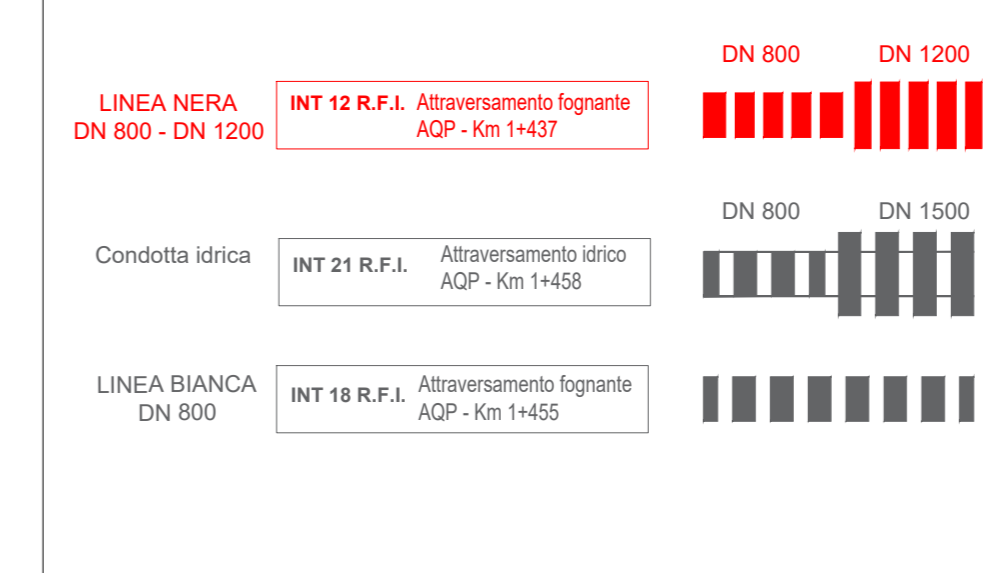 DN 800 DN 1200
LINEA NERA
DN 800 - DN 1200
INT 12 R.F.I. Attraversamento fognante
AQP - Km 1+437
DN 800 DN 1500
Condotta idrica
INT 21 R.F.I. Attraversamento idrico
AQP - Km 1+458
LINEA BIANCA
DN 800
INT 18 R.F.I. Attraversamento fognante
AQP - Km 1+455